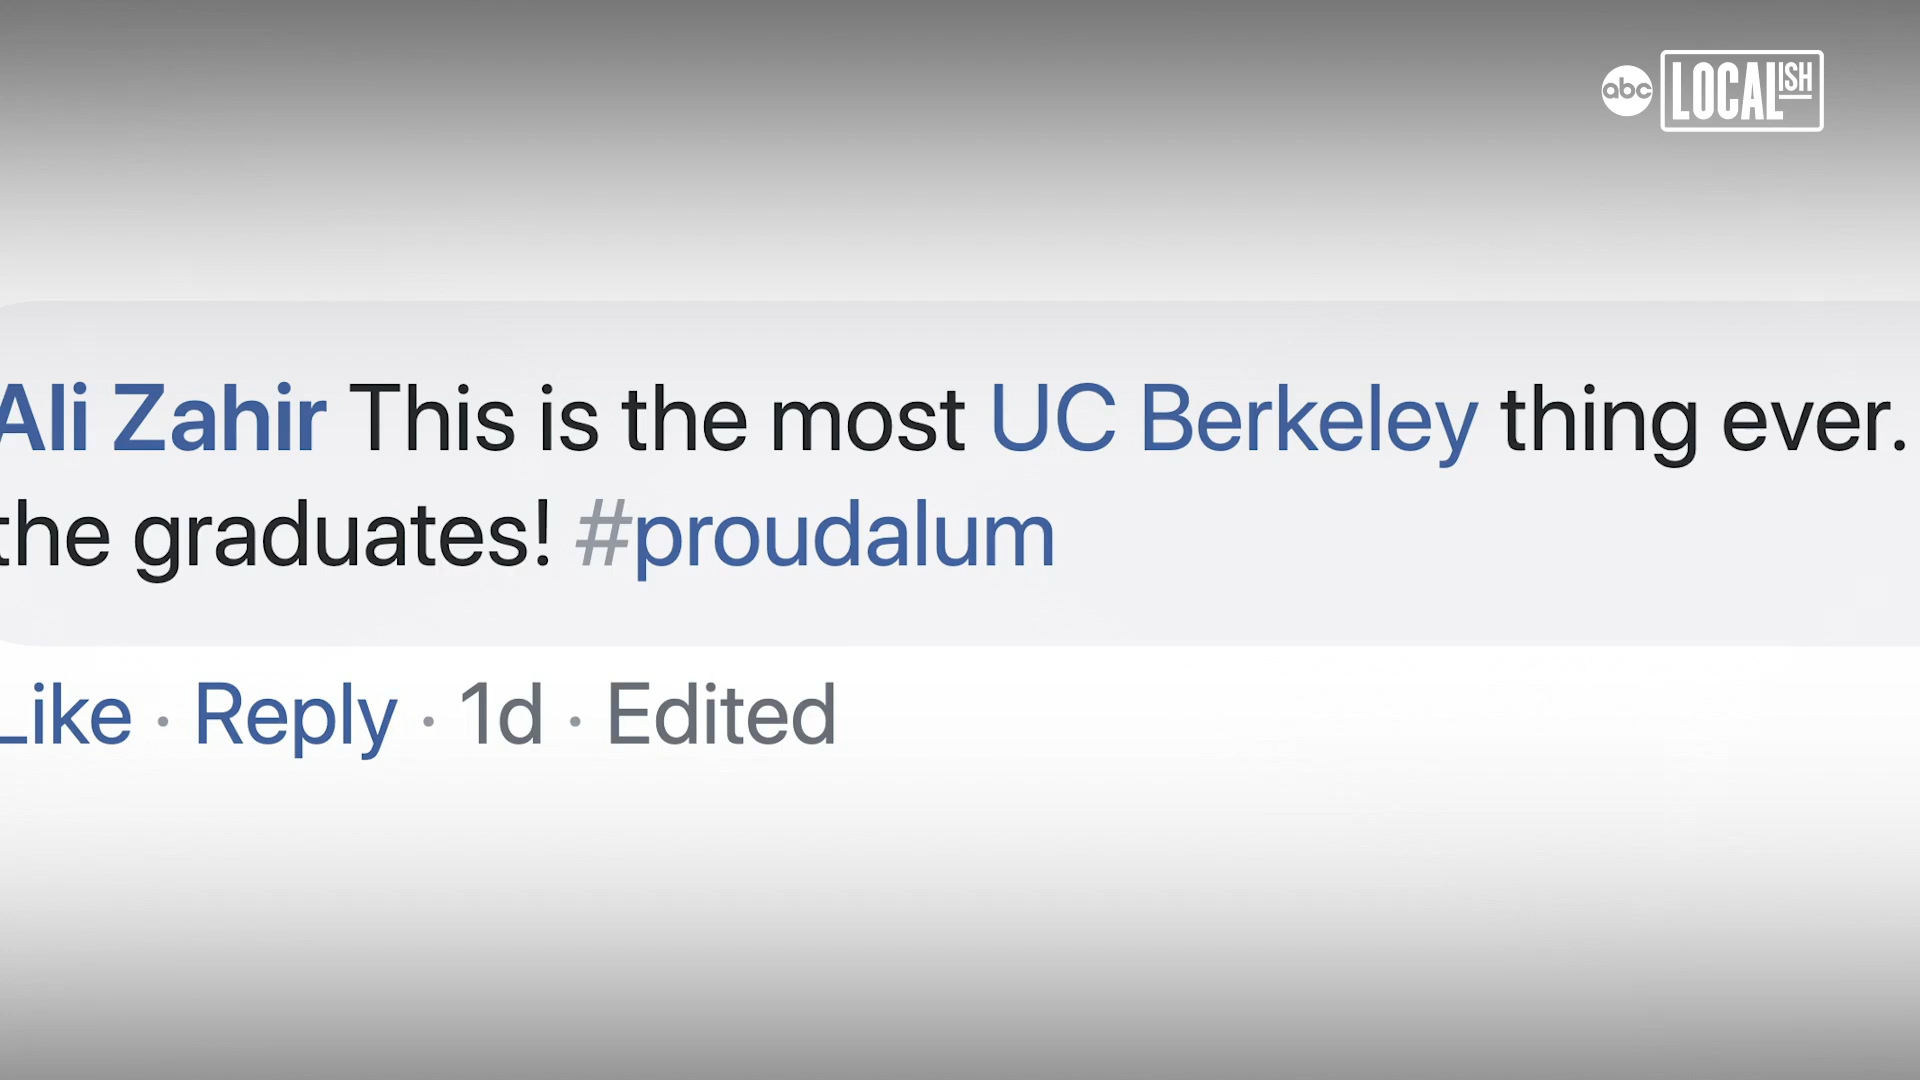 abc LOCALISH
Ali Zahir This is the most UC Berkeley thing ever.
the graduates! #proudalum
Like · Reply · 1d · Edited